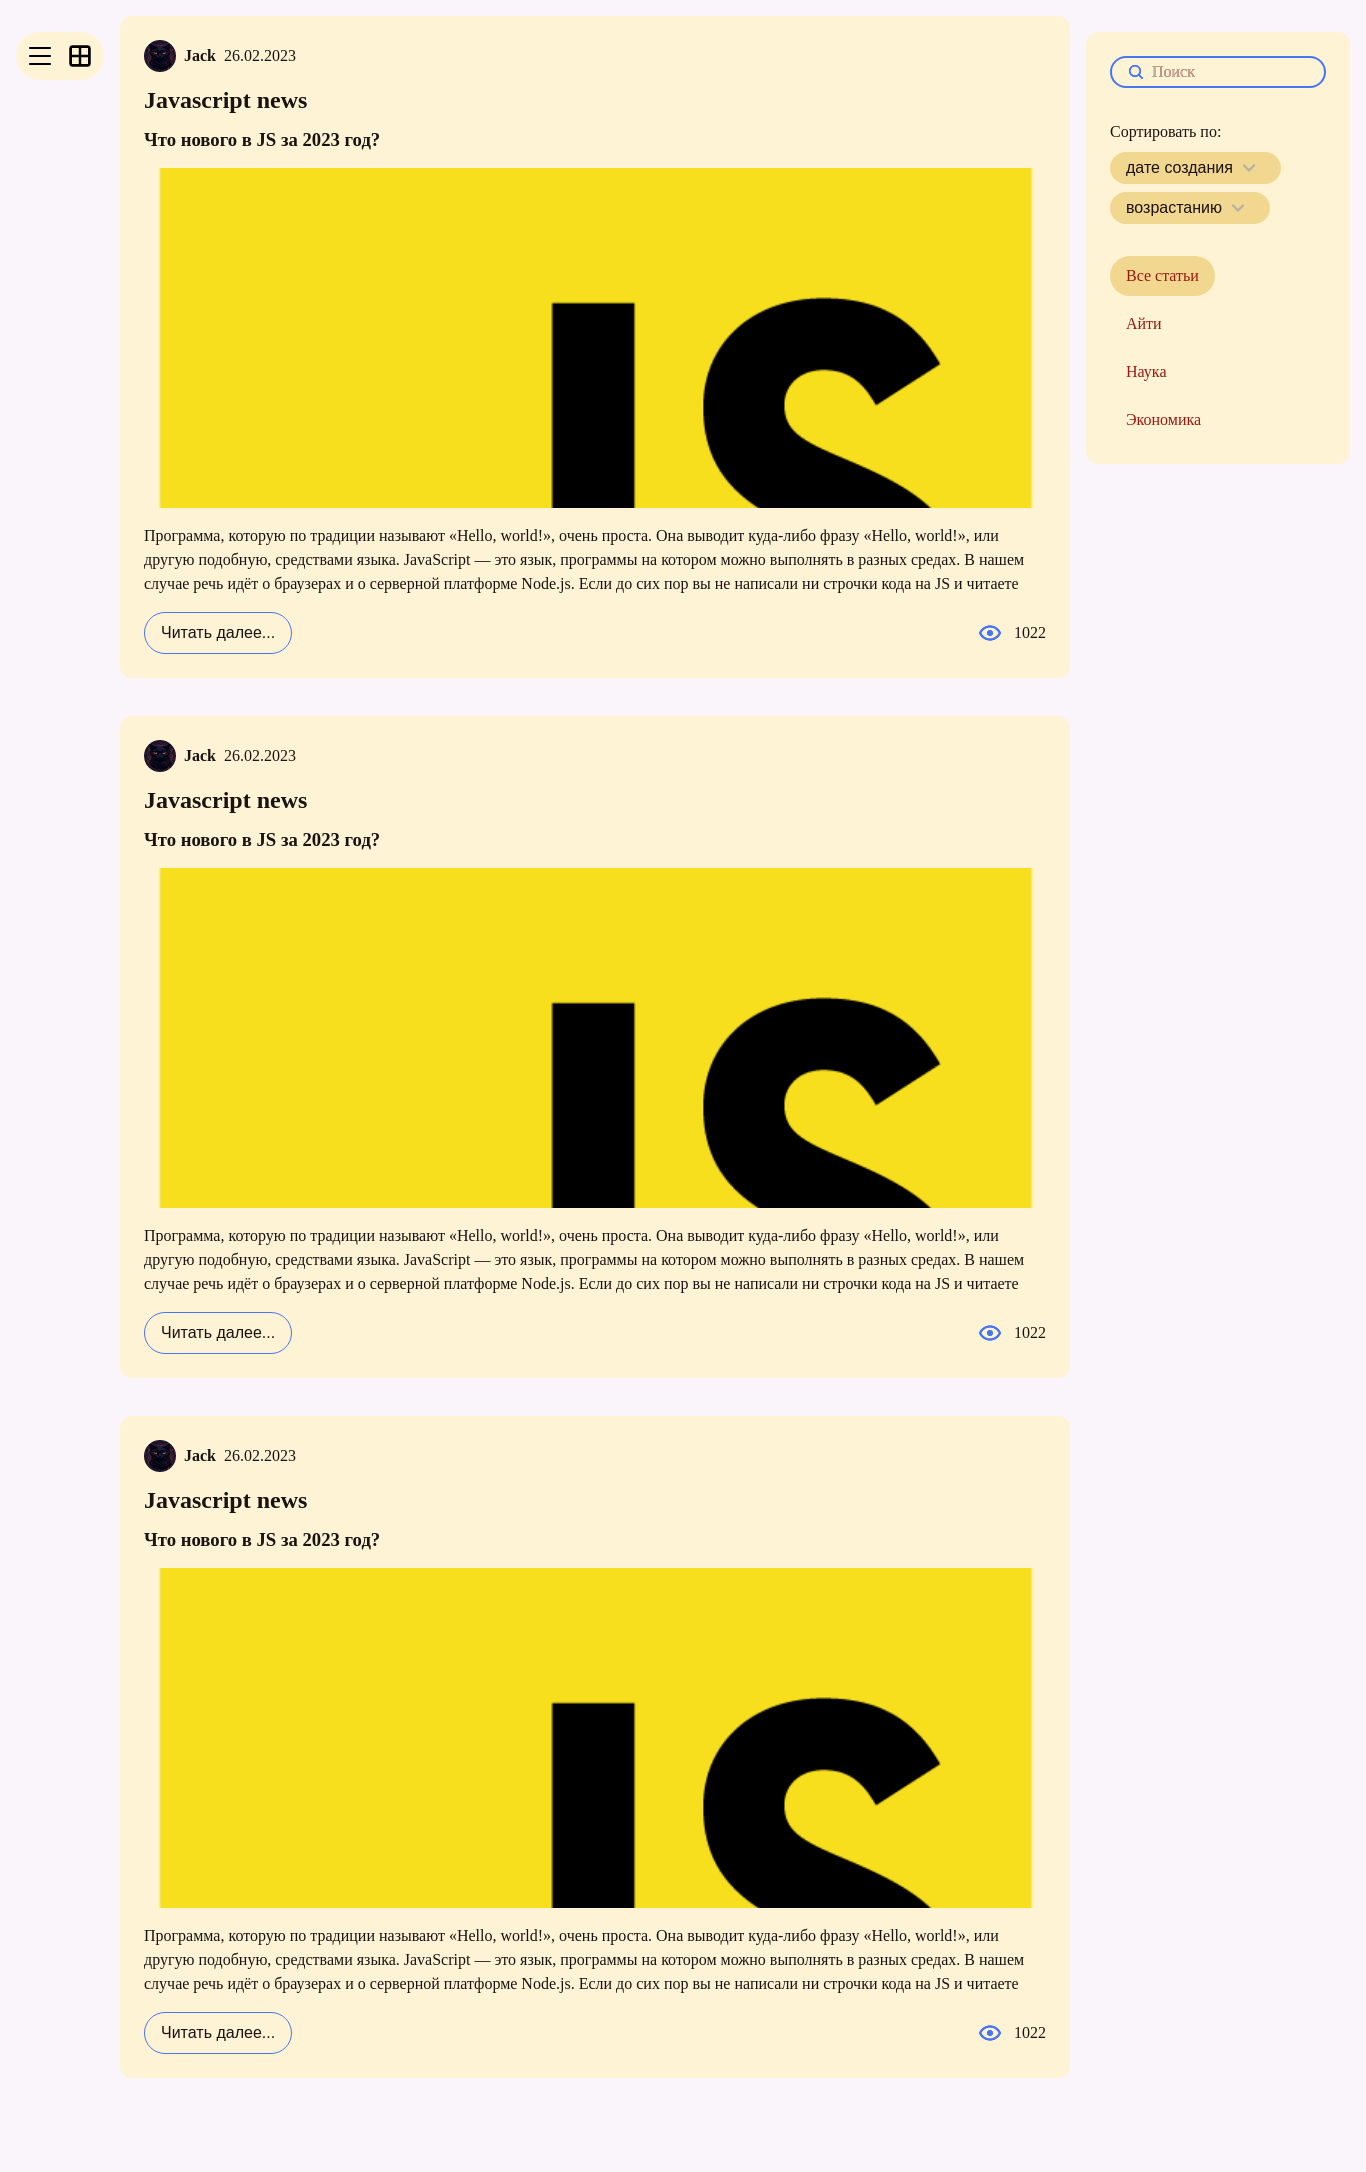 Jack 26.02.2023
Javascript news
Что нового в JS за 2023 год?
JS
Программа, которую по традиции называют «Hello, world!», очень проста. Она выводит куда-либо фразу «Hello, world!», или
другую подобную, средствами языка. JavaScript — это язык, программы на котором можно выполнять в разных средах. В нашем
случае речь идёт о браузерах и о серверной платформе Node.js. Если до сих пор вы не написали ни строчки кода на JS и читаете
Читать далее...
1022
Jack 26.02.2023
Javascript news
Что нового в JS за 2023 год?
JS
Программа, которую по традиции называют «Hello, world!», очень проста. Она выводит куда-либо фразу «Hello, world!», или
другую подобную, средствами языка. JavaScript — это язык, программы на котором можно выполнять в разных средах. В нашем
случае речь идёт о браузерах и о серверной платформе Node.js. Если до сих пор вы не написали ни строчки кода на JS и читаете
Читать далее...
1022
Jack 26.02.2023
Javascript news
Что нового в JS за 2023 год?
JS
Программа, которую по традиции называют «Hello, world!», очень проста. Она выводит куда-либо фразу «Hello, world!», или
другую подобную, средствами языка. JavaScript — это язык, программы на котором можно выполнять в разных средах. В нашем
случае речь идёт о браузерах и о серверной платформе Node.js. Если до сих пор вы не написали ни строчки кода на JS и читаете
Читать далее...
1022
Поиск
Сортировать по:
дате создания
возрастанию
Все статьи
Айти
Наука
Экономика